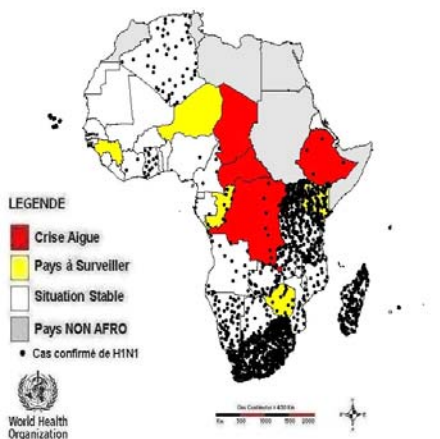 LEGENDE
Crise Aigue
Pays à Surveiller
Situation Stable
Pays NON AFRO
Cas confirmé de H1N1
World Health
Organization